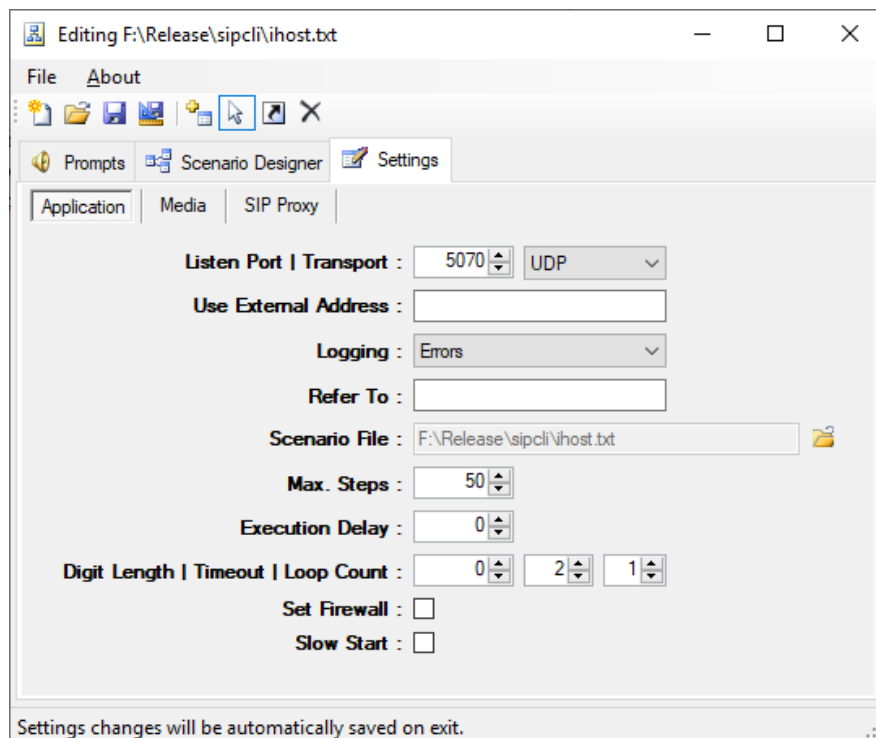 Editing F:\Release\sipcli\ihost.txt
File About
Prompts Scenario Designer Settings
Application Media SIP Proxy
Listen Port | Transport : 5070 UDP
Use External Address :
Logging : Errors
Refer To :
Scenario File : F:\Release\sipcli\ihost.txt
Max. Steps : 50
Execution Delay : 0
Digit Length | Timeout | Loop Count : 0 2 1
Set Firewall :
Slow Start :
Settings changes will be automatically saved on exit.